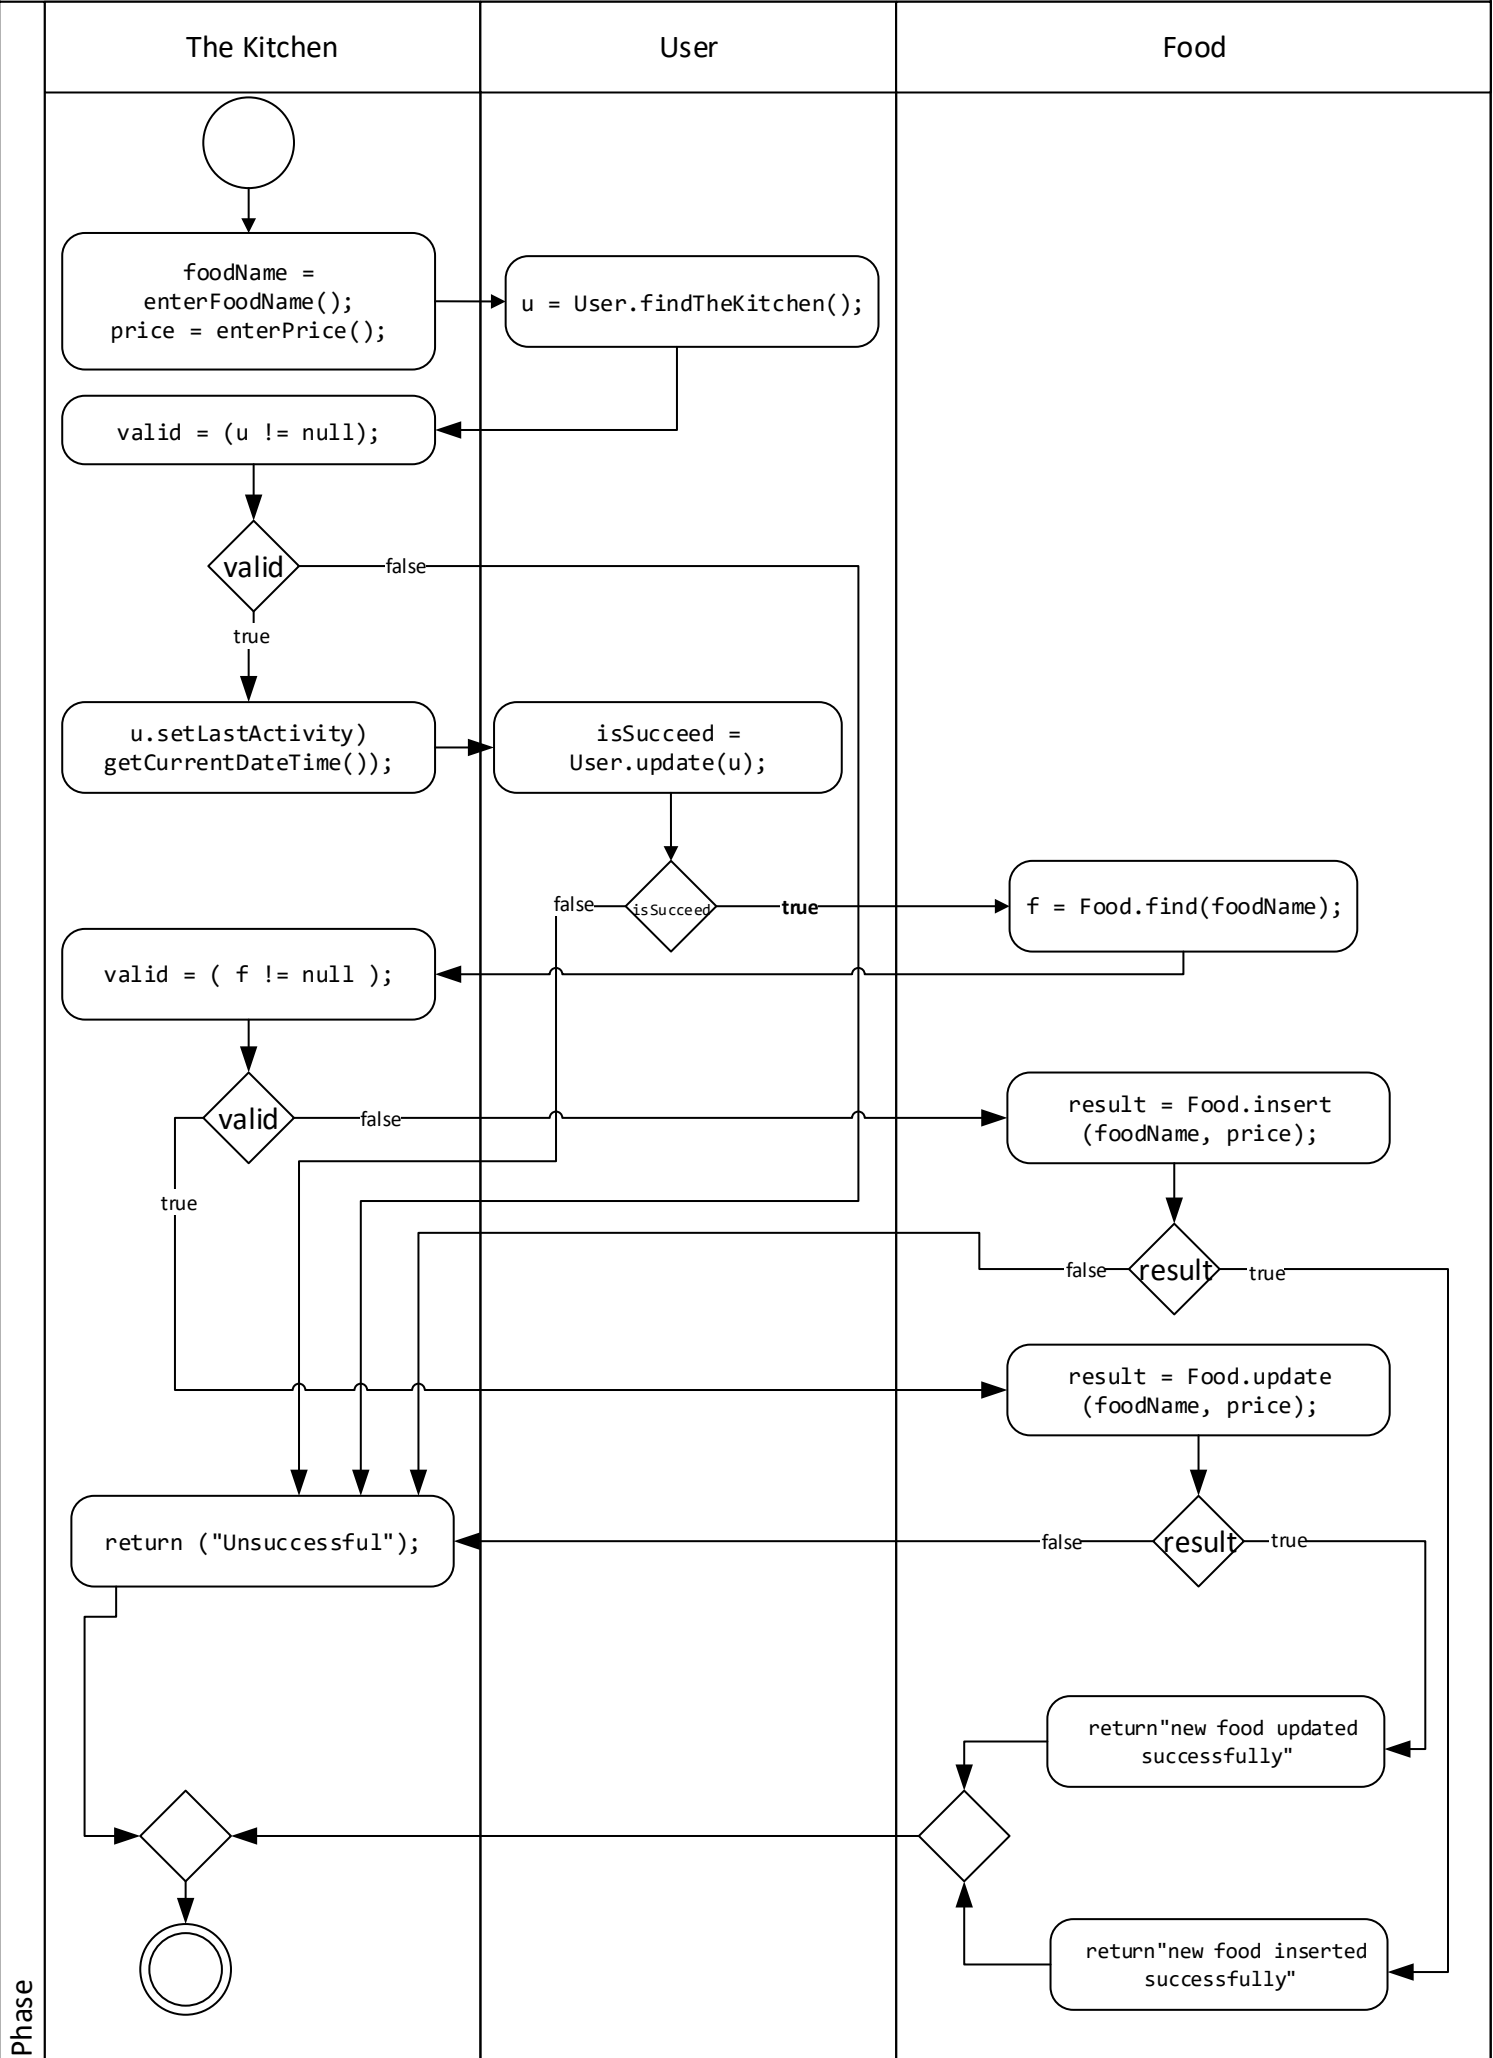 The Kitchen
User
Food
foodName =
enterFoodName();
price = enterPrice();
u = User.findTheKitchen();
valid = (u != null);
valid
false
true
u.setLastActivity)
getCurrentDateTime());
isSucceed =
User.update(u);
false
isSucceed
true
f = Food.find(foodName);
valid = ( f != null );
valid
false
true
result = Food.insert
(foodName, price);
false
result
true
result = Food.update
(foodName, price);
return ("Unsuccessful");
false
result
true
return"new food updated
successfully"
return"new food inserted
successfully"
Phase